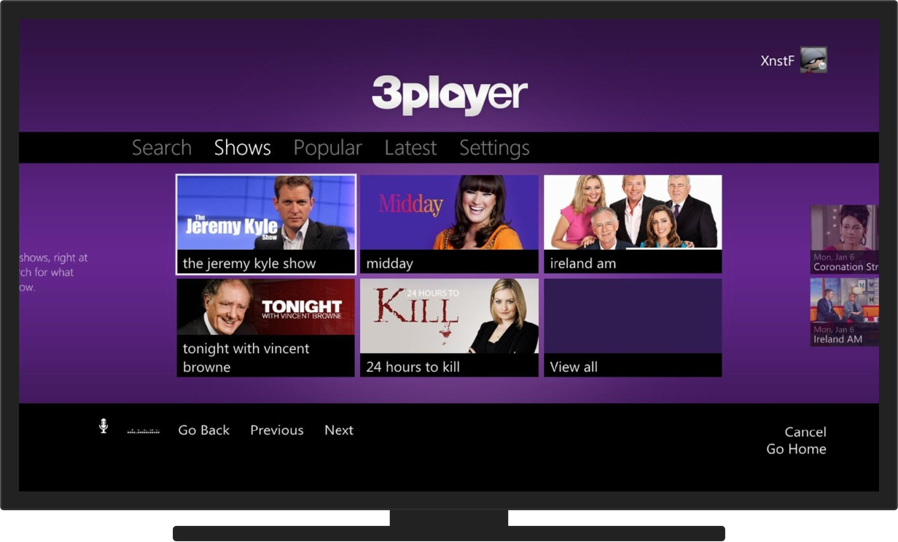 XnstF
3player
Search Shows Popular Latest Settings
shows, right at
ch for what
ow.
The
Jeremy Kyle
Show
the jeremy kyle show
Midday
midday
ireland am
Mon, Jan 6
Coronation Str
TONIGHT
WITH VINCENT BROWNE
tonight with vincent
browne
24 HOURS TO
KILL
24 hours to kill
View all
Mon, Jan 6
Ireland AM
Go Back Previous Next
Cancel
Go Home